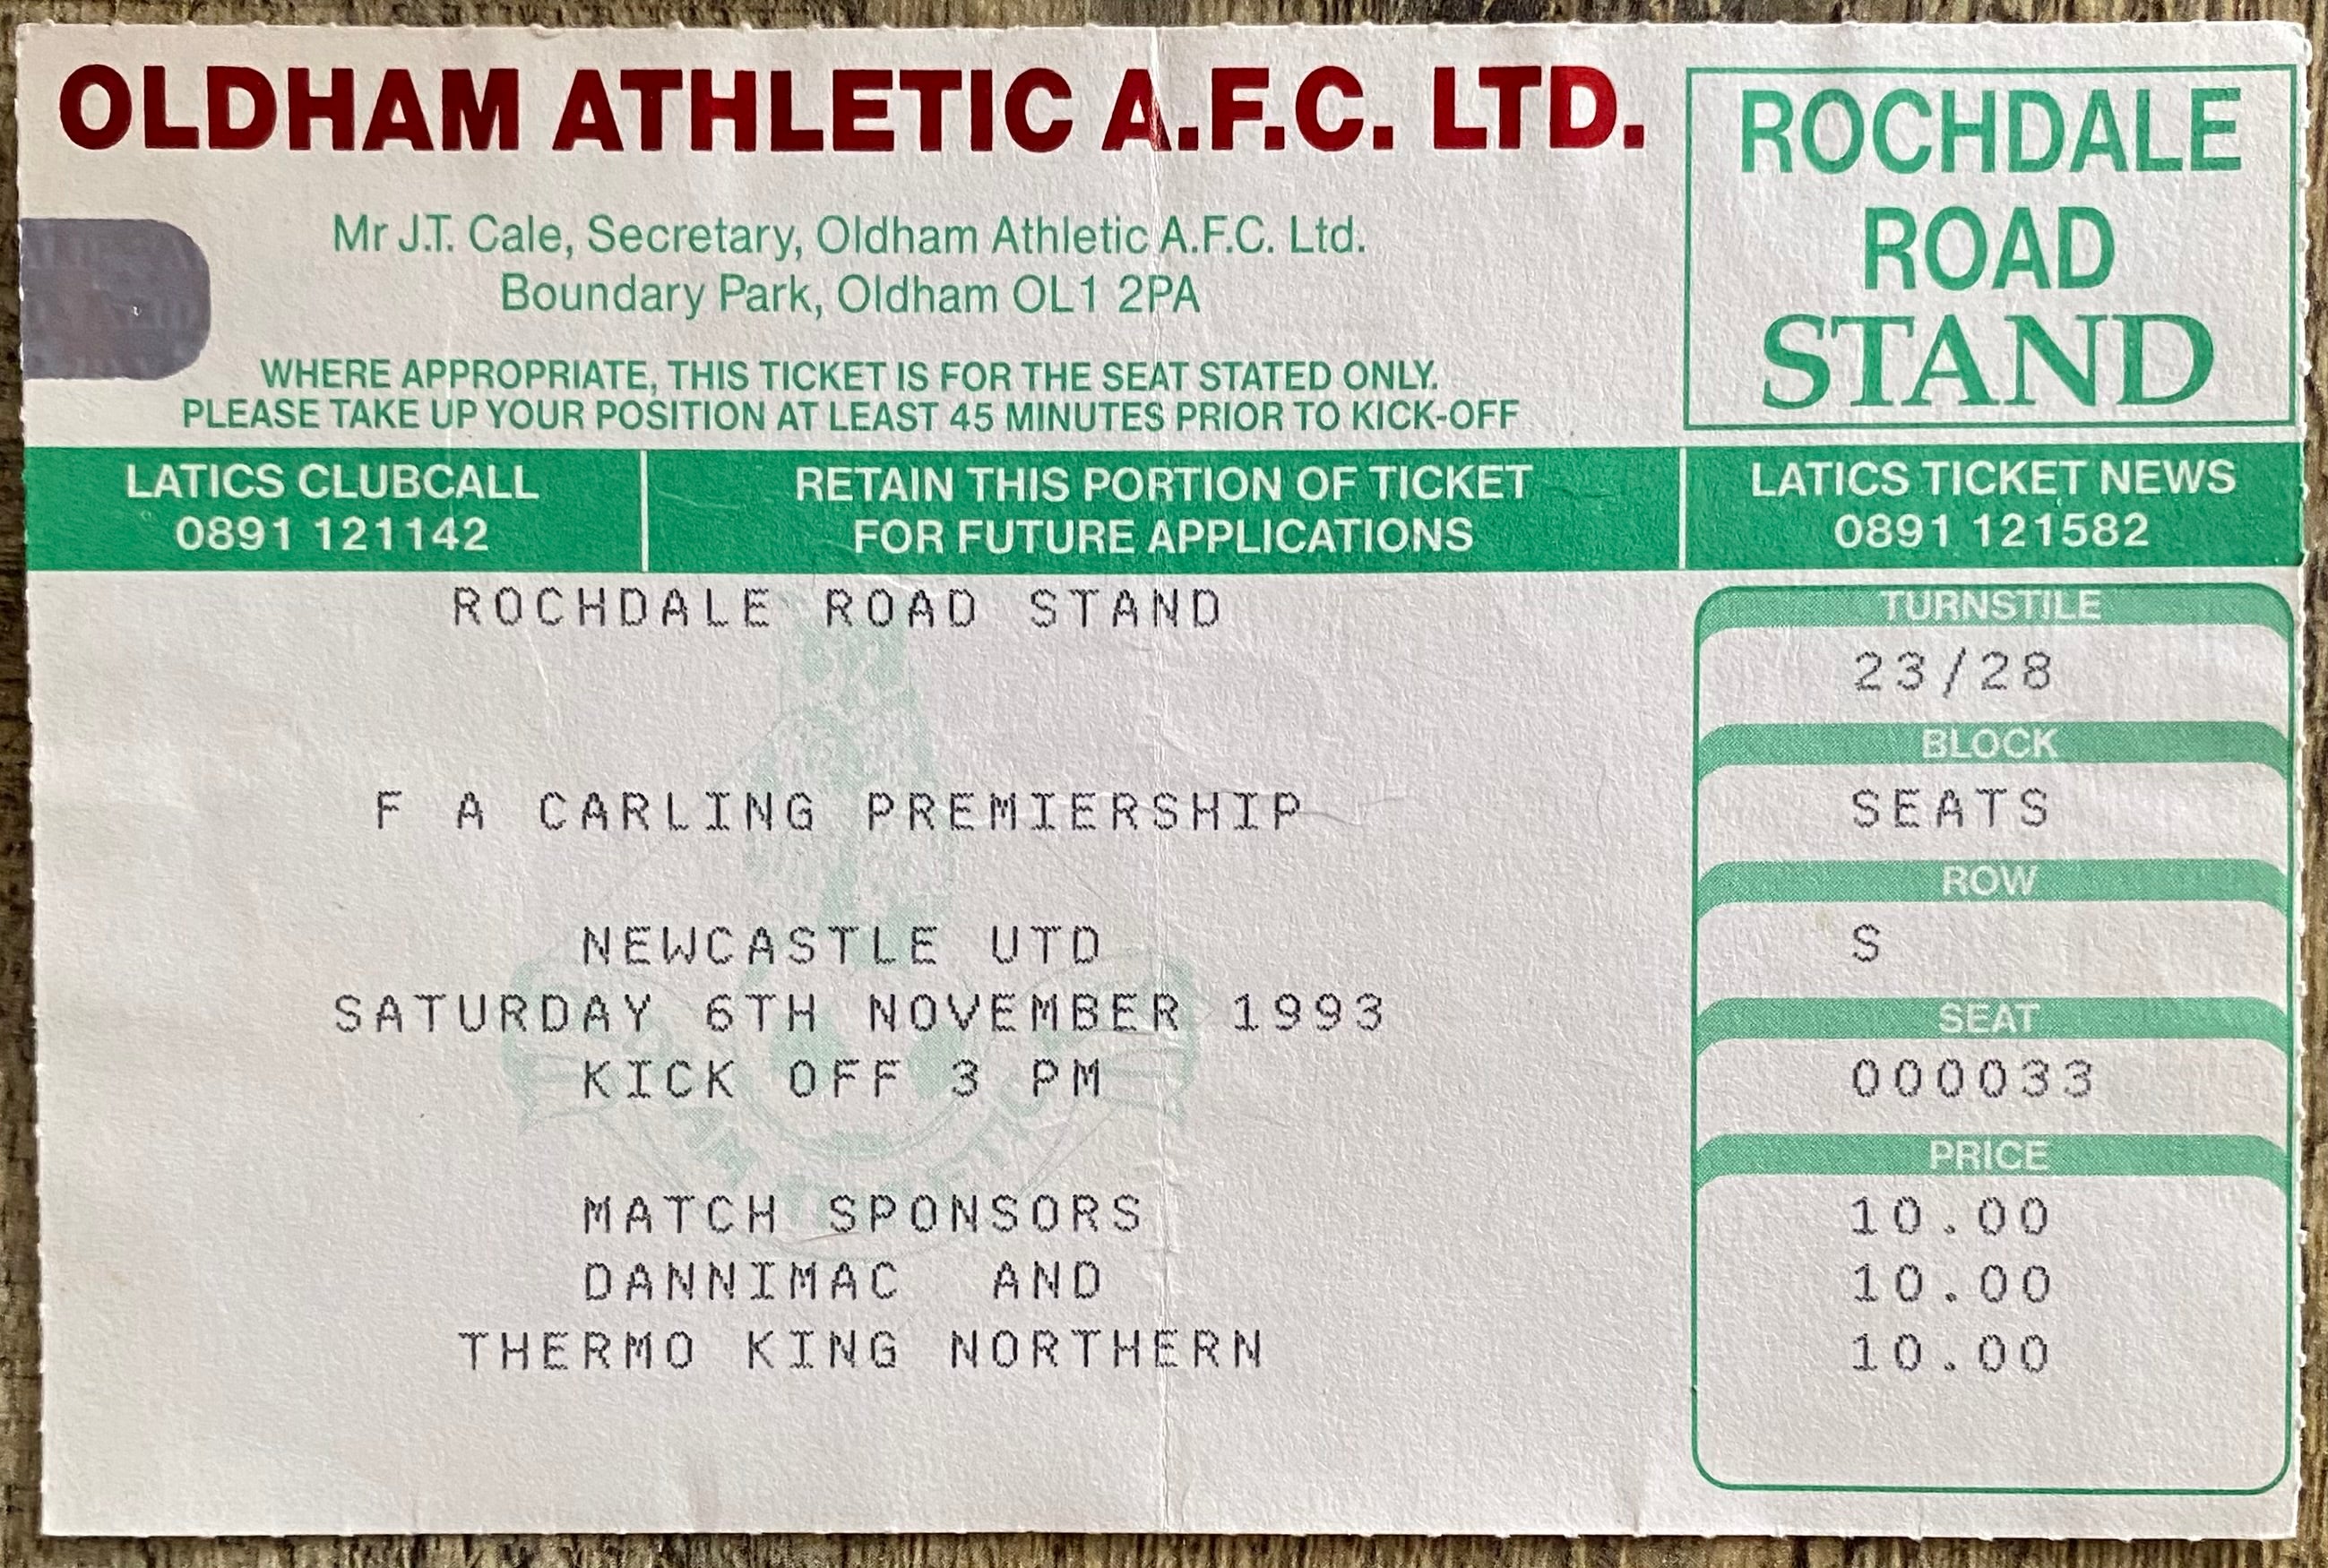 OLDHAM ATHLETIC A.F.C. LTD.
Mr J.T. Cale, Secretary, Oldham Athletic A.F.C. Ltd.
Boundary Park, Oldham OL1 2PA
WHERE APPROPRIATE, THIS TICKET IS FOR THE SEAT STATED ONLY.
PLEASE TAKE UP YOUR POSITION AT LEAST 45 MINUTES PRIOR TO KICK-OFF
ROCHDALE
ROAD
STAND
LATICS CLUBCALL
0891 121142
RETAIN THIS PORTION OF TICKET
FOR FUTURE APPLICATIONS
LATICS TICKET NEWS
0891 121582
ROCHDALE ROAD STAND
F A CARLING PREMIERSHIP
NEWCASTLE UTD
SATURDAY 6TH NOVEMBER 1993
KICK OFF 3 PM
MATCH SPONSORS
DANNIMAC AND
THERMO KING NORTHERN
TURNSTILE
23/28
BLOCK
SEATS
ROW
S
SEAT
000033
PRICE
10.00
10.00
10.00